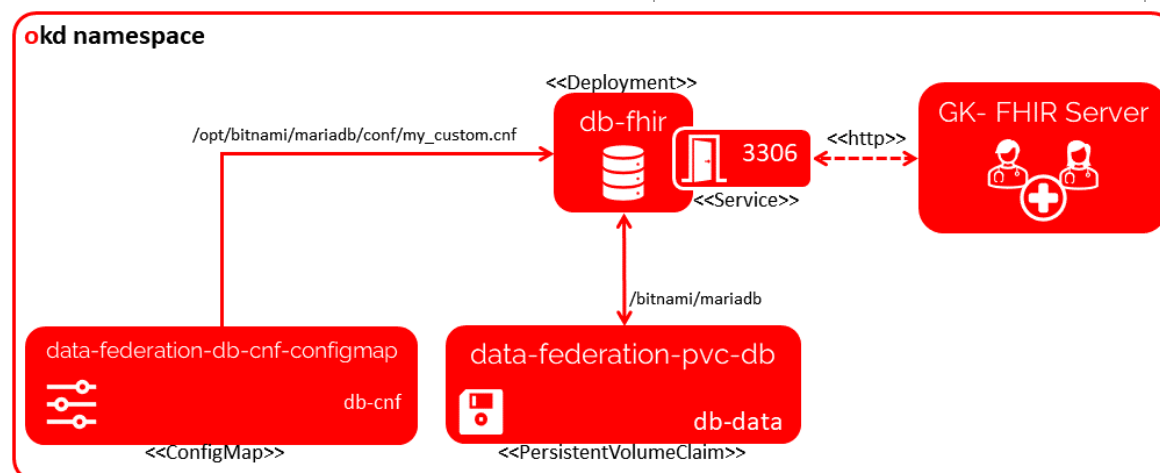 okd namespace
<<Deployment>>
db-fhir
3306
<<Service>>
<<http>>
GK- FHIR Server
/opt/bitnami/mariadb/conf/my_custom.cnf
/bitnami/mariadb
data-federation-db-cnf-configmap
db-cnf
<<ConfigMap>>
data-federation-pvc-db
db-data
<<PersistentVolumeClaim>>